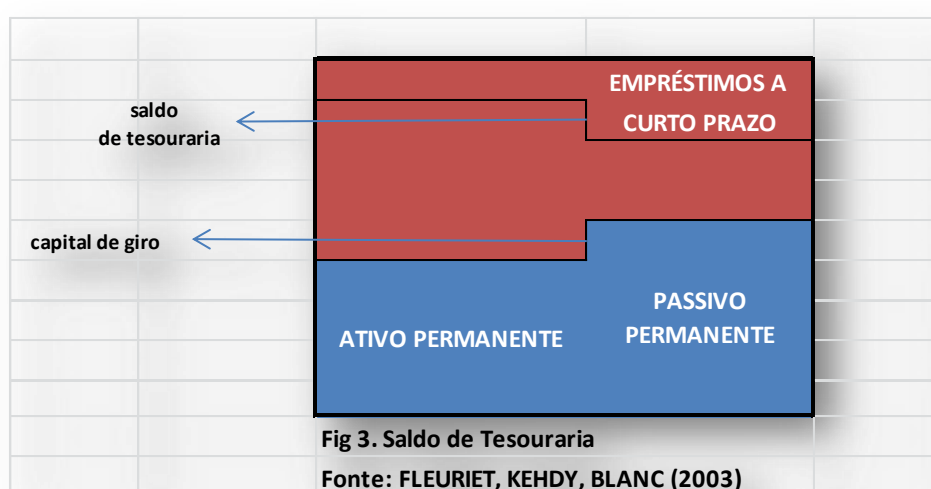 EMPRÉSTIMOS A
CURTO PRAZO
saldo
de tesouraria
capital de giro
ATIVO PERMANENTE
PASSIVO
PERMANENTE
Fig 3. Saldo de Tesouraria
Fonte: FLEURIET, KEHDY, BLANC (2003)